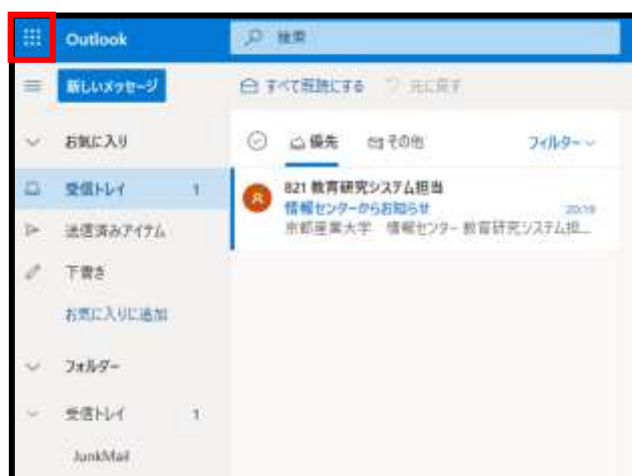 Outlook
検索
新しいメッセージ
すべて既読にする 元に戻す
お気に入り
優先 その他 フィルター
受信トレイ 1
821 教育研究システム担当
情報センターからお知らせ 20:19
京都産業大学 情報センター 教育研究システム担...
送信済みアイテム
下書き
お気に入りに追加
フォルダー
受信トレイ 1
JunkMail